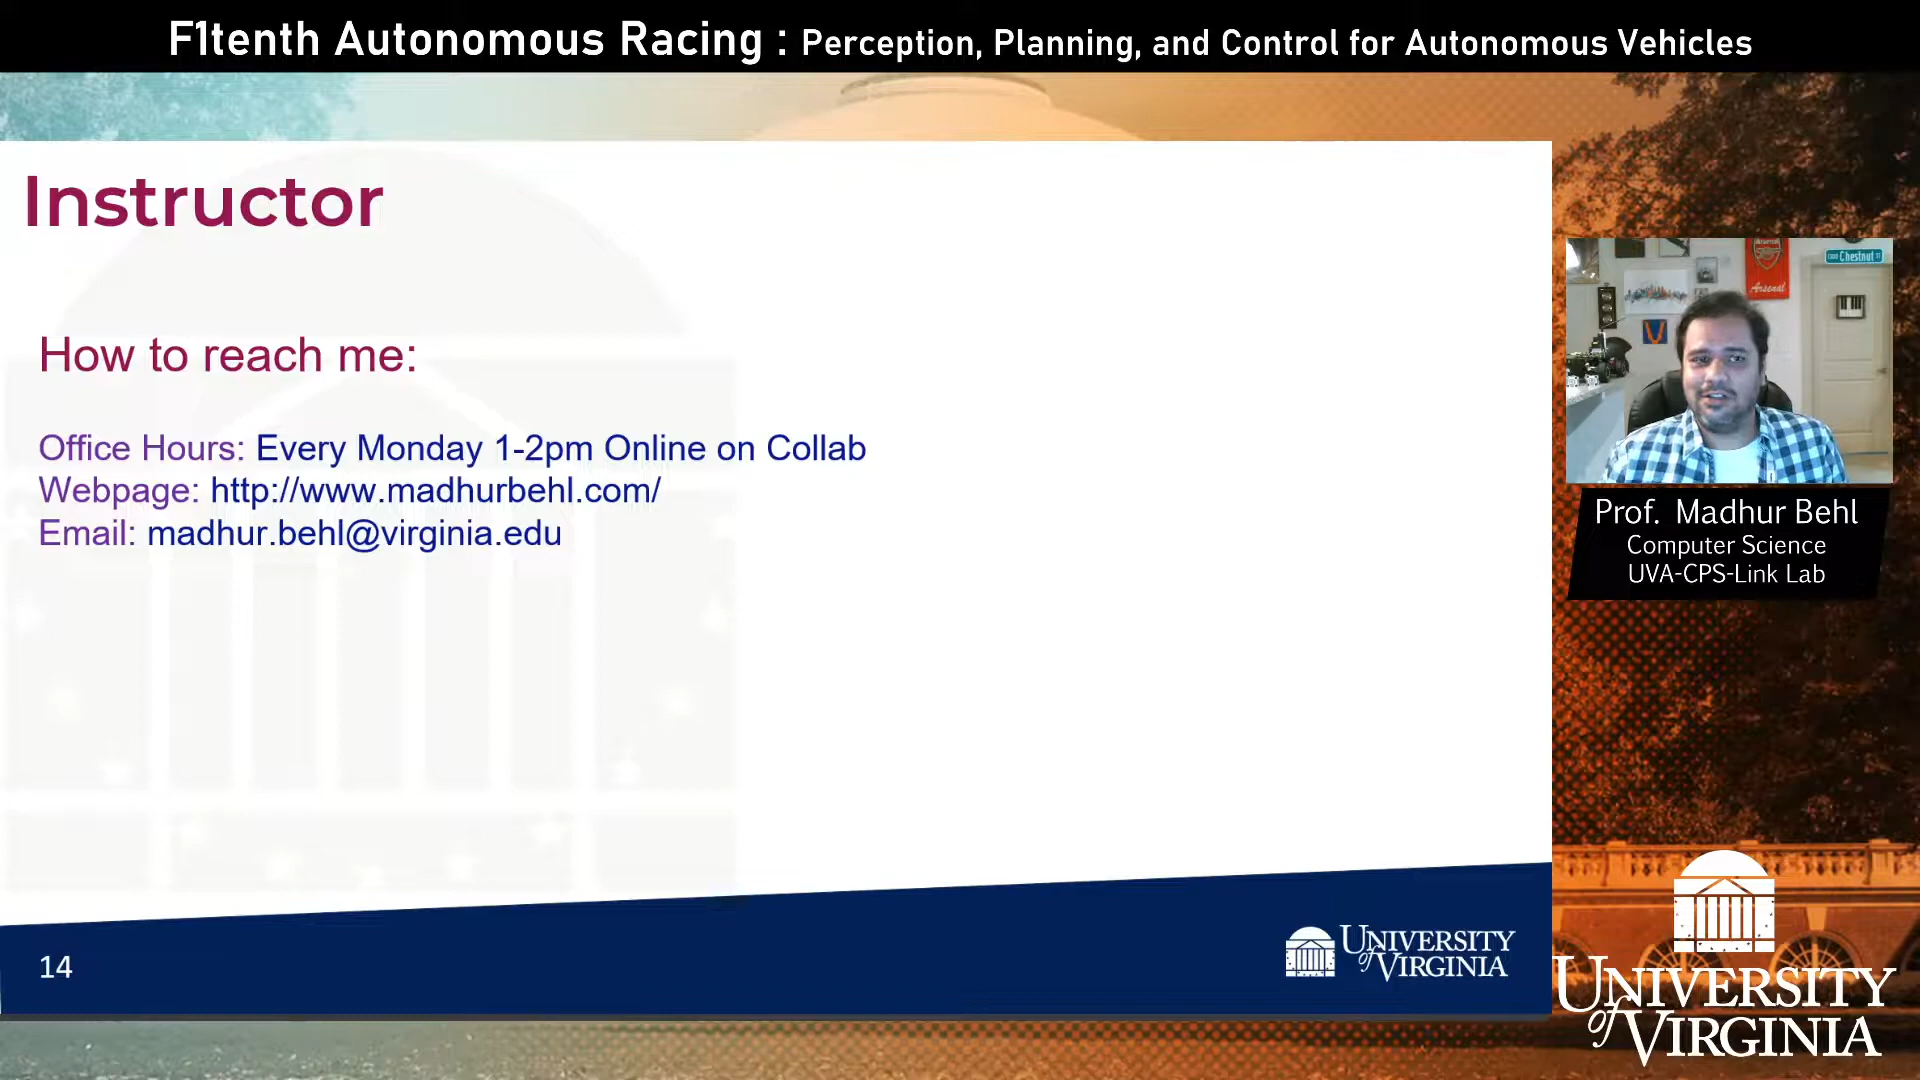 F1tenth Autonomous Racing : Perception, Planning, and Control for Autonomous Vehicles
Instructor
How to reach me:
Office Hours: Every Monday 1-2pm Online on Collab
Webpage: http://www.madhurbehl.com/
Email: madhur.behl@virginia.edu
14
UNIVERSITY
of VIRGINIA
Arsenal
Chestnut
Prof. Madhur Behl
Computer Science
UVA-CPS-Link Lab
UNIVERSITY
of VIRGINIA